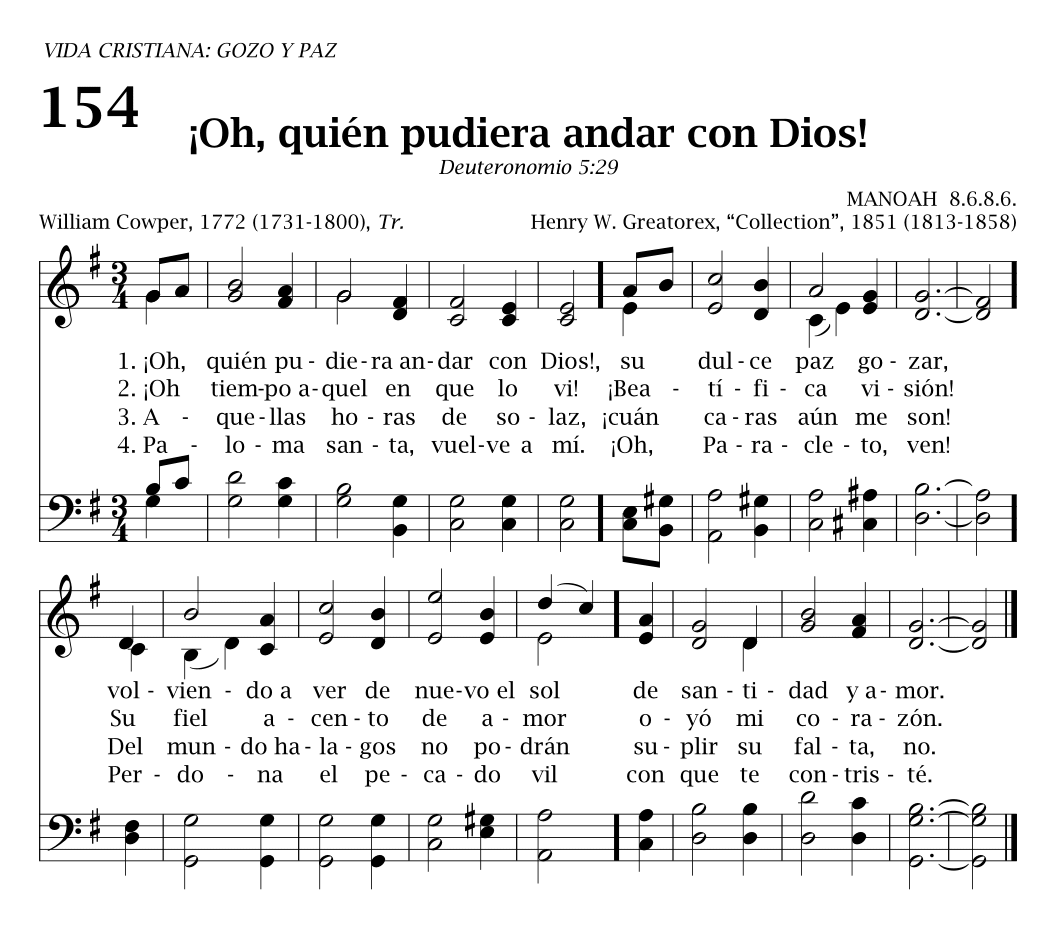 VIDA CRISTIANA: GOZO Y PAZ
154
¡Oh, quién pudiera andar con Dios!
Deuteronomio 5:29
MANOAH 8.6.8.6.
William Cowper, 1772 (1731-1800), Tr. Henry W. Greatorex, “Collection”, 1851 (1813-1858)
3
4
1. ¡Oh, quién pu - die - ra an - dar con Dios!, su dul - ce paz go - zar,
2. ¡Oh tiem - po a - quel en que lo vi! ¡Bea - tí - fi - ca vi - sión!
3. A - que - llas ho - ras de so - laz, ¡cuán ca - ras aún me son!
4. Pa - lo - ma san - ta, vuel - ve a mí. ¡Oh, Pa - ra - cle - to, ven!
3
4
vol - vien - do a ver de nue - vo el sol de san - ti - dad y a - mor.
Su fiel a - cen - to de a - mor o - yó mi co - ra - zón.
Del mun - do ha - la - gos no po - drán su - plir su fal - ta, no.
Per - do - na el pe - ca - do vil con que te con - tris - té.